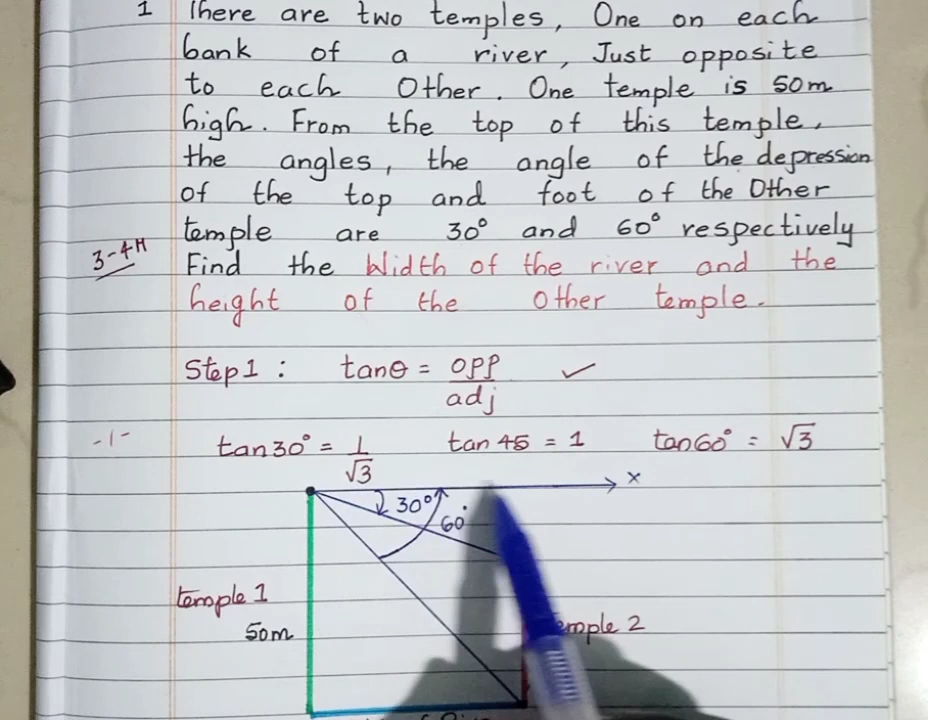 1 There are two temples, One on each
bank of a river, Just opposite
to each Other. One temple is 50m
high. From the top of this temple,
the angles, the angle of the depression
of the top and foot of the Other
temple are 30° and 60° respectively
3-4M
Find the Width of the river and the
height of the Other temple.
Step 1 : tanθ = opp/adj ✓
-1-
tan30° = 1/√3 tan 45 = 1 tan60° = √3
x
30°
60°
temple 1
50m
temple 2